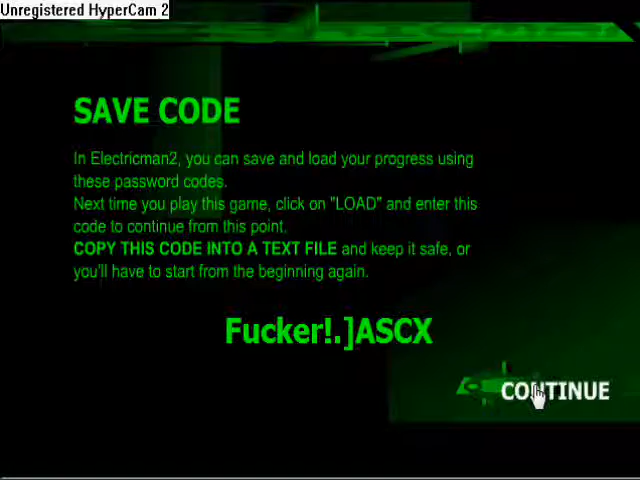 Unregistered HyperCam 2
SAVE CODE
In Electricman2, you can save and load your progress using
these password codes.
Next time you play this game, click on "LOAD" and enter this
code to continue from this point.
COPY THIS CODE INTO A TEXT FILE and keep it safe, or
you'll have to start from the beginning again.
Fucker!.]ASCX
CONTINUE